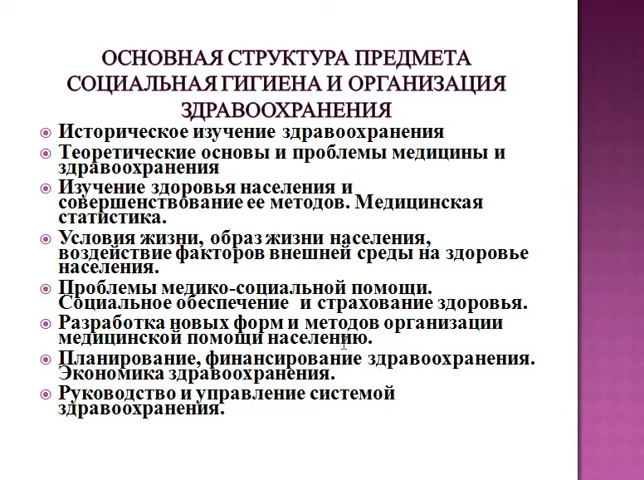 ОСНОВНАЯ СТРУКТУРА ПРЕДМЕТА
СОЦИАЛЬНАЯ ГИГИЕНА И ОРГАНИЗАЦИЯ
ЗДРАВООХРАНЕНИЯ
Историческое изучение здравоохранения
Теоретические основы и проблемы медицины и
здравоохранения
Изучение здоровья населения и
совершенствование ее методов. Медицинская
статистика.
Условия жизни, образ жизни населения,
воздействие факторов внешней среды на здоровье
населения.
Проблемы медико-социальной помощи.
Социальное обеспечение и страхование здоровья.
Разработка новых форм и методов организации
медицинской помощи населению.
Планирование, финансирование здравоохранения.
Экономика здравоохранения.
Руководство и управление системой
здравоохранения.